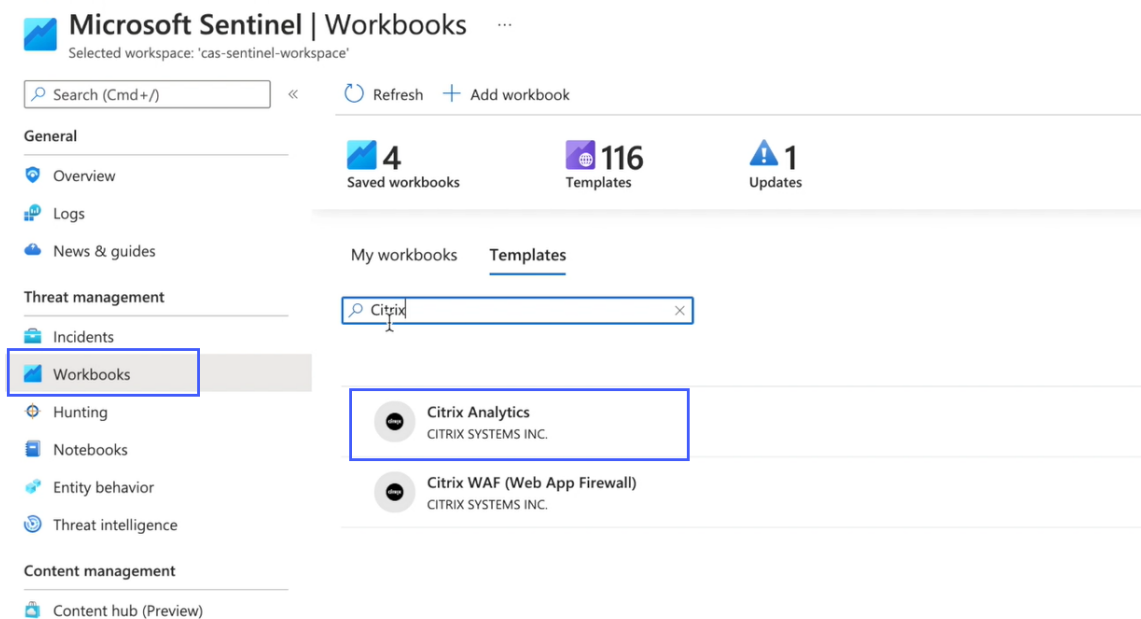 Microsoft Sentinel | Workbooks ...
Selected workspace: 'cas-sentinel-workspace'
Search (Cmd+/)
«
Refresh
Add workbook
General
Overview
Logs
News & guides
Threat management
Incidents
Workbooks
Hunting
Notebooks
Entity behavior
Threat intelligence
Content management
Content hub (Preview)
4
Saved workbooks
116
Templates
1
Updates
My workbooks
Templates
Citrix
Citrix Analytics
CITRIX SYSTEMS INC.
Citrix WAF (Web App Firewall)
CITRIX SYSTEMS INC.